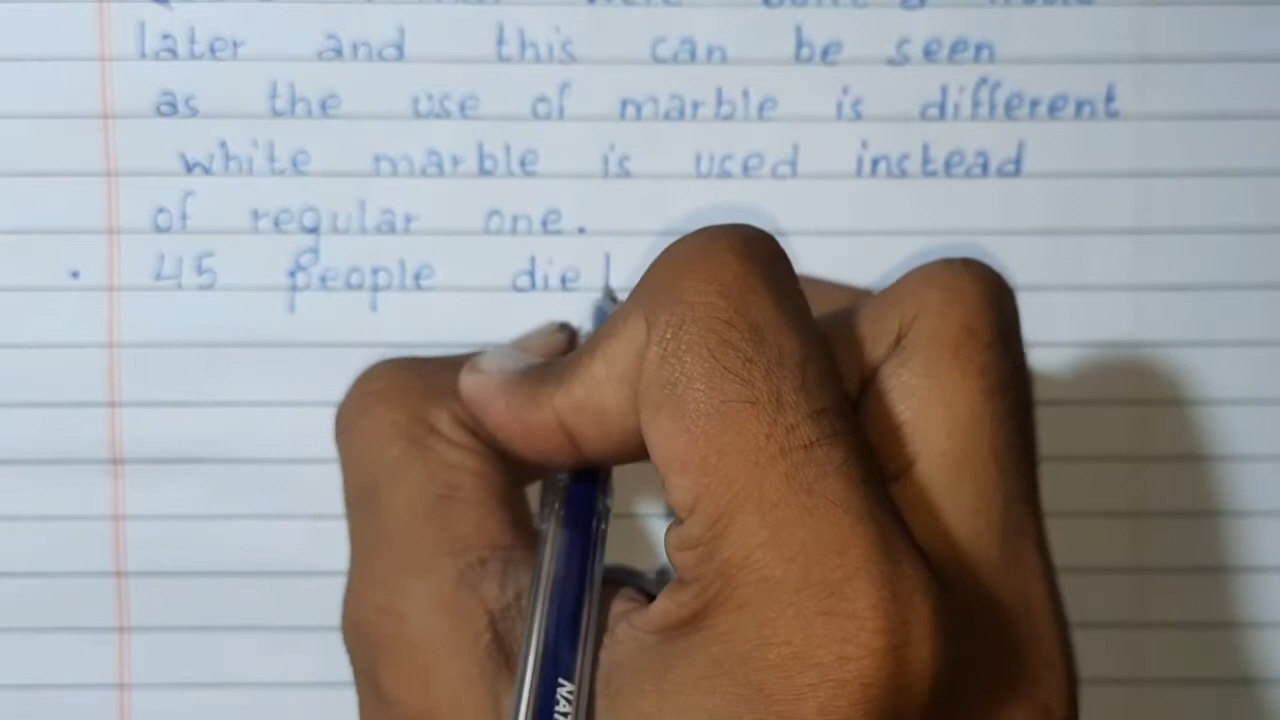 later and this can be seen
as the use of marble is different
white marble is used instead
of regular one.
• 45 people die
NAT